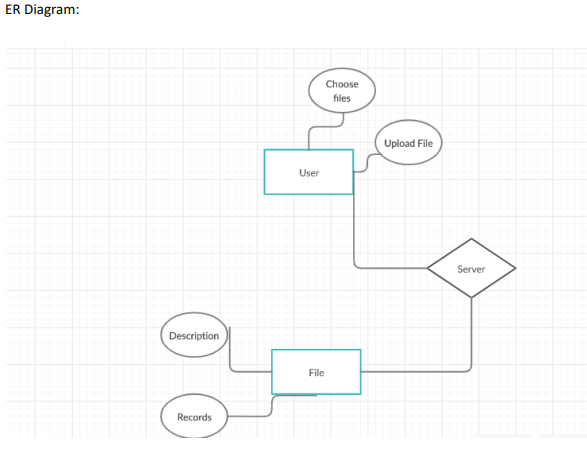 ER Diagram:
Choose
files
Upload File
User
Server
Description
File
Records